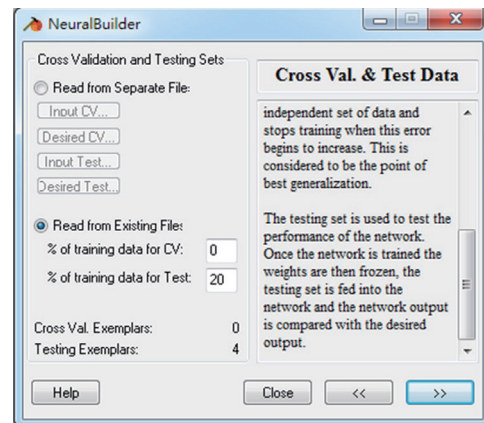 NeuralBuilder
Cross Validation and Testing Sets
Read from Separate File:
Input CV...
Desired CV...
Input Test...
Desired Test...
Read from Existing File:
% of training data for CV: 0
% of training data for Test: 20
Cross Val. Exemplars: 0
Testing Exemplars: 4
Cross Val. & Test Data
independent set of data and
stops training when this error
begins to increase. This is
considered to be the point of
best generalization.
The testing set is used to test the
performance of the network.
Once the network is trained the
weights are then frozen, the
testing set is fed into the
network and the network output
is compared with the desired
output.
Help
Close
<<
>>